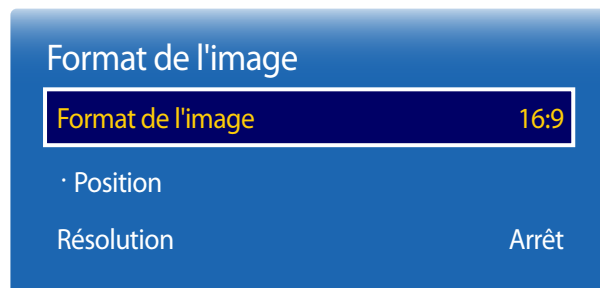 Format de l'image
Format de l'image 16:9
· Position
Résolution Arrêt